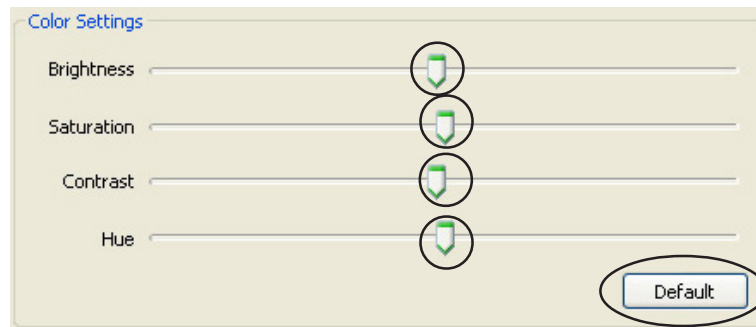 Color Settings
Brightness
Saturation
Contrast
Hue
Default